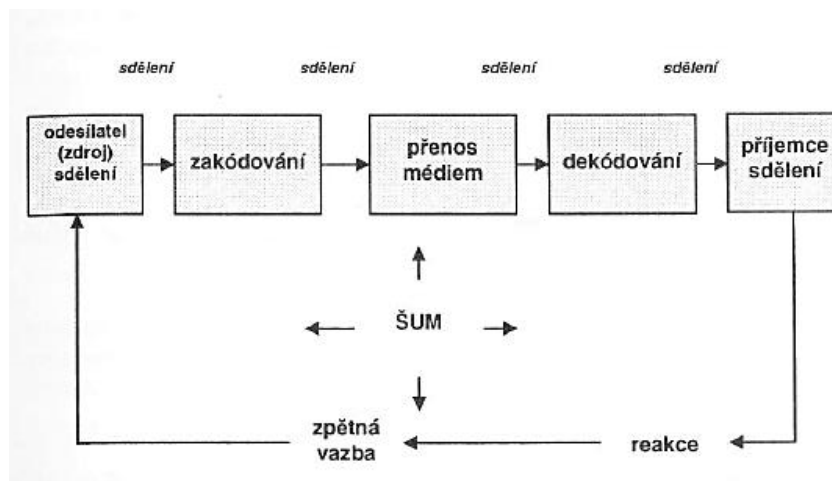 sdělení
sdělení
sdělení
sdělení
odesílatel
(zdroj)
sdělení
zakódování
přenos
médiem
dekódování
příjemce
sdělení
ŠUM
zpětná
vazba
reakce